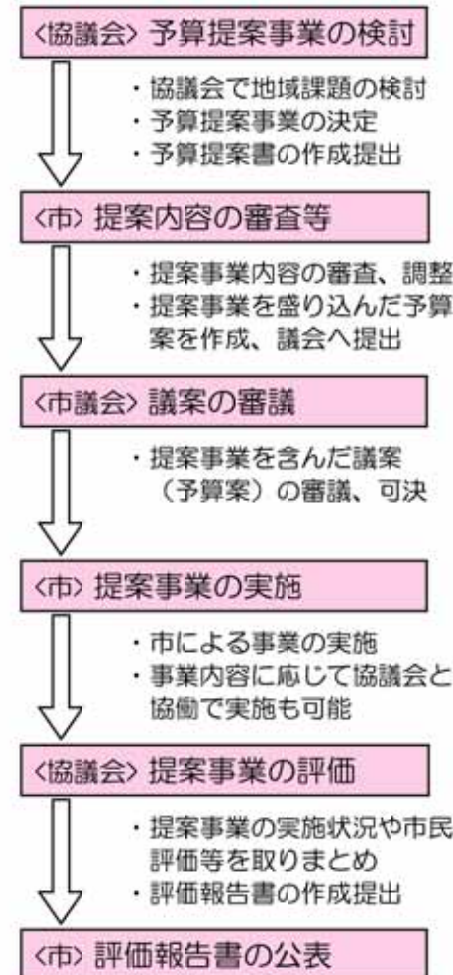 〈協議会〉予算提案事業の検討
・協議会で地域課題の検討
・予算提案事業の決定
・予算提案書の作成提出
〈市〉提案内容の審査等
・提案事業内容の審査、調整
・提案事業を盛り込んだ予算
案を作成、議会へ提出
〈市議会〉議案の審議
・提案事業を含んだ議案
（予算案）の審議、可決
〈市〉提案事業の実施
・市による事業の実施
・事業内容に応じて協議会と
協働で実施も可能
〈協議会〉提案事業の評価
・提案事業の実施状況や市民
評価等を取りまとめ
・評価報告書の作成提出
〈市〉評価報告書の公表